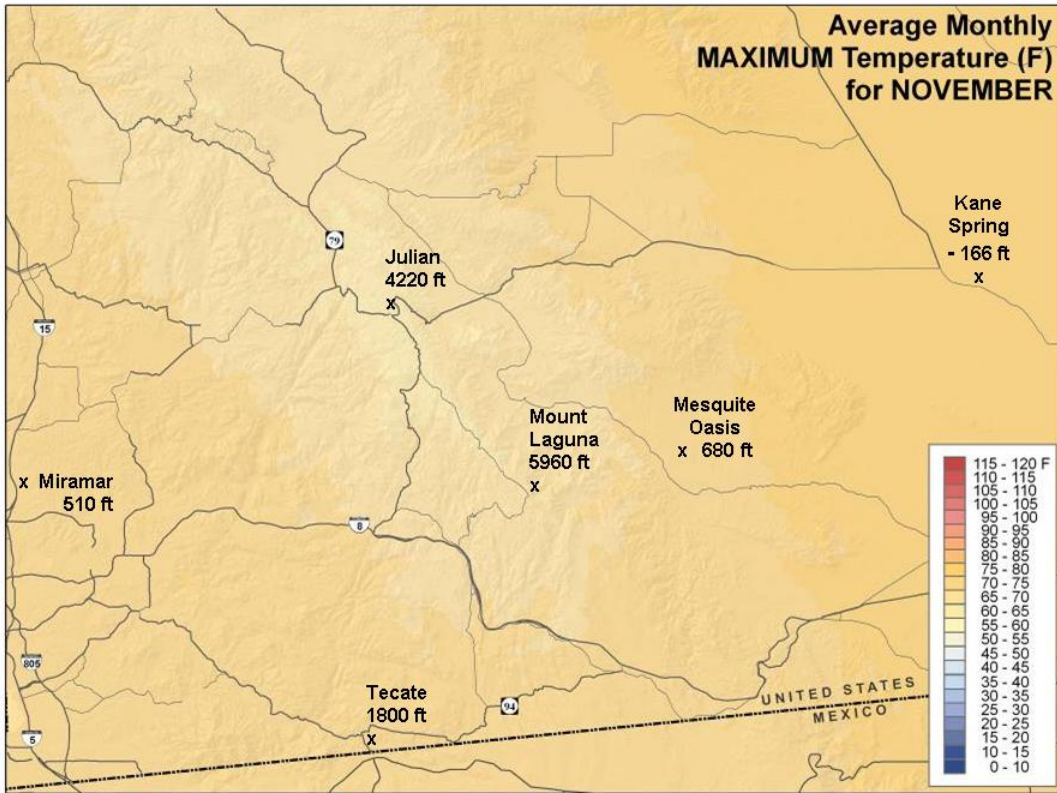 Average Monthly
MAXIMUM Temperature (F)
for NOVEMBER
Kane
Spring
- 166 ft
x
79
Julian
4220 ft
x
15
Mount
Laguna
5960 ft
x
Mesquite
Oasis
x 680 ft
x Miramar
510 ft
8
115 - 120 F
110 - 115
105 - 110
100 - 105
95 - 100
90 - 95
85 - 90
80 - 85
75 - 80
70 - 75
65 - 70
60 - 65
55 - 60
50 - 55
45 - 50
40 - 45
35 - 40
30 - 35
25 - 30
20 - 25
15 - 20
10 - 15
0 - 10
805
Tecate
1800 ft
x
94
UNITED STATES
MEXICO
5